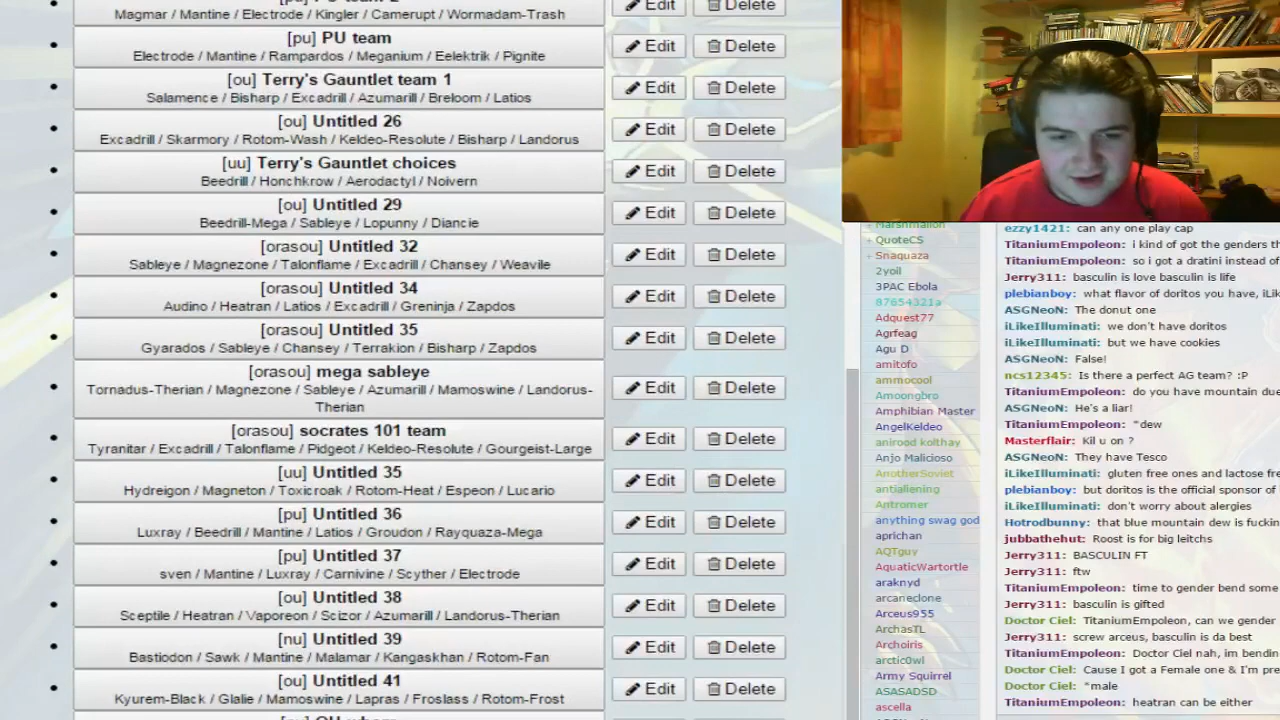 Magmar / Mantine / Electrode / Kingler / Camerupt / Wormadam-Trash
Edit Delete
[pu] PU team
Electrode / Mantine / Rampardos / Meganium / Eelektrik / Pignite
Edit Delete
[ou] Terry's Gauntlet team 1
Salamence / Bisharp / Excadrill / Azumarill / Breloom / Latios
Edit Delete
[ou] Untitled 26
Excadrill / Skarmory / Rotom-Wash / Keldeo-Resolute / Bisharp / Landorus
Edit Delete
[uu] Terry's Gauntlet choices
Beedrill / Honchkrow / Aerodactyl / Noivern
Edit Delete
[ou] Untitled 29
Beedrill-Mega / Sableye / Lopunny / Diancie
Edit Delete
[orasou] Untitled 32
Sableye / Magnezone / Talonflame / Excadrill / Chansey / Weavile
Edit Delete
[orasou] Untitled 34
Audino / Heatran / Latios / Excadrill / Greninja / Zapdos
Edit Delete
[orasou] Untitled 35
Gyarados / Sableye / Chansey / Terrakion / Bisharp / Zapdos
Edit Delete
[orasou] mega sableye
Tornadus-Therian / Magnezone / Sableye / Azumarill / Mamoswine / Landorus-
Therian
Edit Delete
[orasou] socrates 101 team
Tyranitar / Excadrill / Talonflame / Pidgeot / Keldeo-Resolute / Gourgeist-Large
Edit Delete
[uu] Untitled 35
Hydreigon / Magneton / Toxicroak / Rotom-Heat / Espeon / Lucario
Edit Delete
[pu] Untitled 36
Luxray / Beedrill / Mantine / Latios / Groudon / Rayquaza-Mega
Edit Delete
[pu] Untitled 37
sven / Mantine / Luxray / Carnivine / Scyther / Electrode
Edit Delete
[ou] Untitled 38
Sceptile / Heatran / Vaporeon / Scizor / Azumarill / Landorus-Therian
Edit Delete
[nu] Untitled 39
Bastiodon / Sawk / Mantine / Malamar / Kangaskhan / Rotom-Fan
Edit Delete
[ou] Untitled 41
Kyurem-Black / Glalie / Mamoswine / Lapras / Froslass / Rotom-Frost
Edit Delete
+ Marshmallon
+ QuoteCS
+ Snaquaza
2yoil
3PAC Ebola
87654321a
Adquest77
Agrfeag
Agu D
amitofo
ammocool
Amoongbro
Amphibian Master
AngelKeldeo
anirood kolthay
Anjo Malicioso
AnotherSoviet
antialiening
Antromer
anything swag god
aprichan
AQTguy
AquaticWartortle
araknyd
arcaneclone
Arceus955
ArchasTL
Archoiris
arctic0wl
Army Squirrel
ASASADSD
ascella
ezzy1421: can any one play cap
TitaniumEmpoleon: i kind of got the genders th
TitaniumEmpoleon: so i got a dratini instead of
Jerry311: basculin is love basculin is life
plebianboy: what flavor of doritos you have, iLik
ASGNeoN: The donut one
iLikeIlluminati: we don't have doritos
iLikeIlluminati: but we have cookies
ASGNeoN: False!
ncs12345: Is there a perfect AG team? :P
TitaniumEmpoleon: do you have mountain due
ASGNeoN: He's a liar!
TitaniumEmpoleon: "dew
Masterflair: Kil u on ?
ASGNeoN: They have Tesco
iLikeIlluminati: gluten free ones and lactose fre
plebianboy: but doritos is the official sponsor of
iLikeIlluminati: don't worry about alergies
Hotrodbunny: that blue mountain dew is fuckin
jubbathehut: Roost is for big leitchs
Jerry311: BASCULIN FT
Jerry311: ftw
TitaniumEmpoleon: time to gender bend some
Jerry311: basculin is gifted
Doctor Ciel: TitaniumEmpoleon, can we gender
Jerry311: screw arceus, basculin is da best
TitaniumEmpoleon: Doctor Ciel nah, im bendin
Doctor Ciel: Cause I got a Female one & I'm pre
Doctor Ciel: "male
TitaniumEmpoleon: heatran can be either